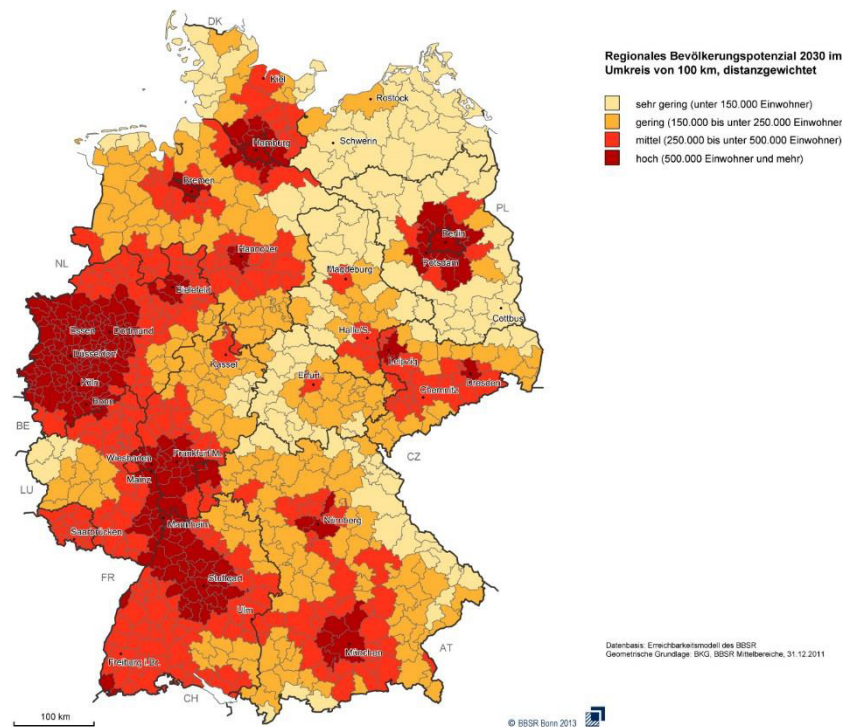 DK
Regionales Bevölkerungspotenzial 2030 im
Umkreis von 100 km, distanzgewichtet
sehr gering (unter 150.000 Einwohner)
gering (150.000 bis unter 250.000 Einwohner
mittel (250.000 bis unter 500.000 Einwohner)
hoch (500.000 Einwohner und mehr)
Kiel
Rostock
Schwerin
Hamburg
Bremen
PL
Berlin
Potsdam
NL
Hannover
Magdeburg
Bielefeld
Cottbus
Essen
Dortmund
Düsseldorf
Halle/S.
Leipzig
Kassel
Köln
Erfurt
Dresden
Chemnitz
Bonn
BE
CZ
Wiesbaden
Frankfurt/M.
Mainz
LU
Mannheim
Nürnberg
Saarbrücken
FR
Stuttgart
Ulm
München
AT
Freiburg i.Br.
CH
Datenbasis: Erreichbarkeitsmodell des BBSR
Geometrische Grundlage: BKG, BBSR Mittelbereiche, 31.12.2011
100 km
© BBSR Bonn 2013